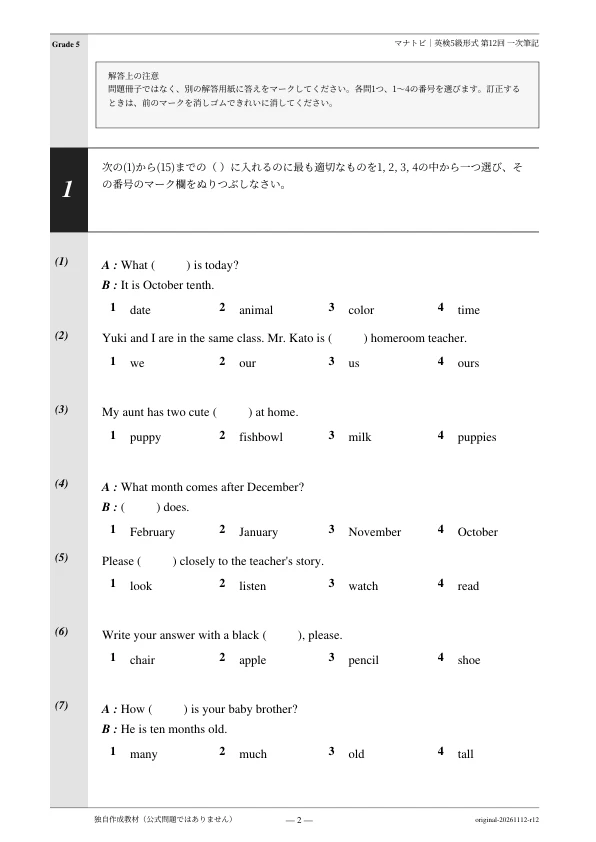 Grade 5
マナトビ｜英検5級形式 第12回 一次筆記
解答上の注意
問題冊子ではなく、別の解答用紙に答えをマークしてください。各問1つ、1〜4の番号を選びます。訂正する
ときは、前のマークを消しゴムできれいに消してください。
1
次の(1)から(15)までの（ ）に入れるのに最も適切なものを1, 2, 3, 4の中から一つ選び、そ
の番号のマーク欄をぬりつぶしなさい。
(1)
A : What ( ) is today?
B : It is October tenth.
1 date 2 animal 3 color 4 time
(2) Yuki and I are in the same class. Mr. Kato is ( ) homeroom teacher.
1 we 2 our 3 us 4 ours
(3) My aunt has two cute ( ) at home.
1 puppy 2 fishbowl 3 milk 4 puppies
(4)
A : What month comes after December?
B : ( ) does.
1 February 2 January 3 November 4 October
(5) Please ( ) closely to the teacher's story.
1 look 2 listen 3 watch 4 read
(6) Write your answer with a black ( ), please.
1 chair 2 apple 3 pencil 4 shoe
(7)
A : How ( ) is your baby brother?
B : He is ten months old.
1 many 2 much 3 old 4 tall
独自作成教材（公式問題ではありません）
— 2 —
original-20261112-r12